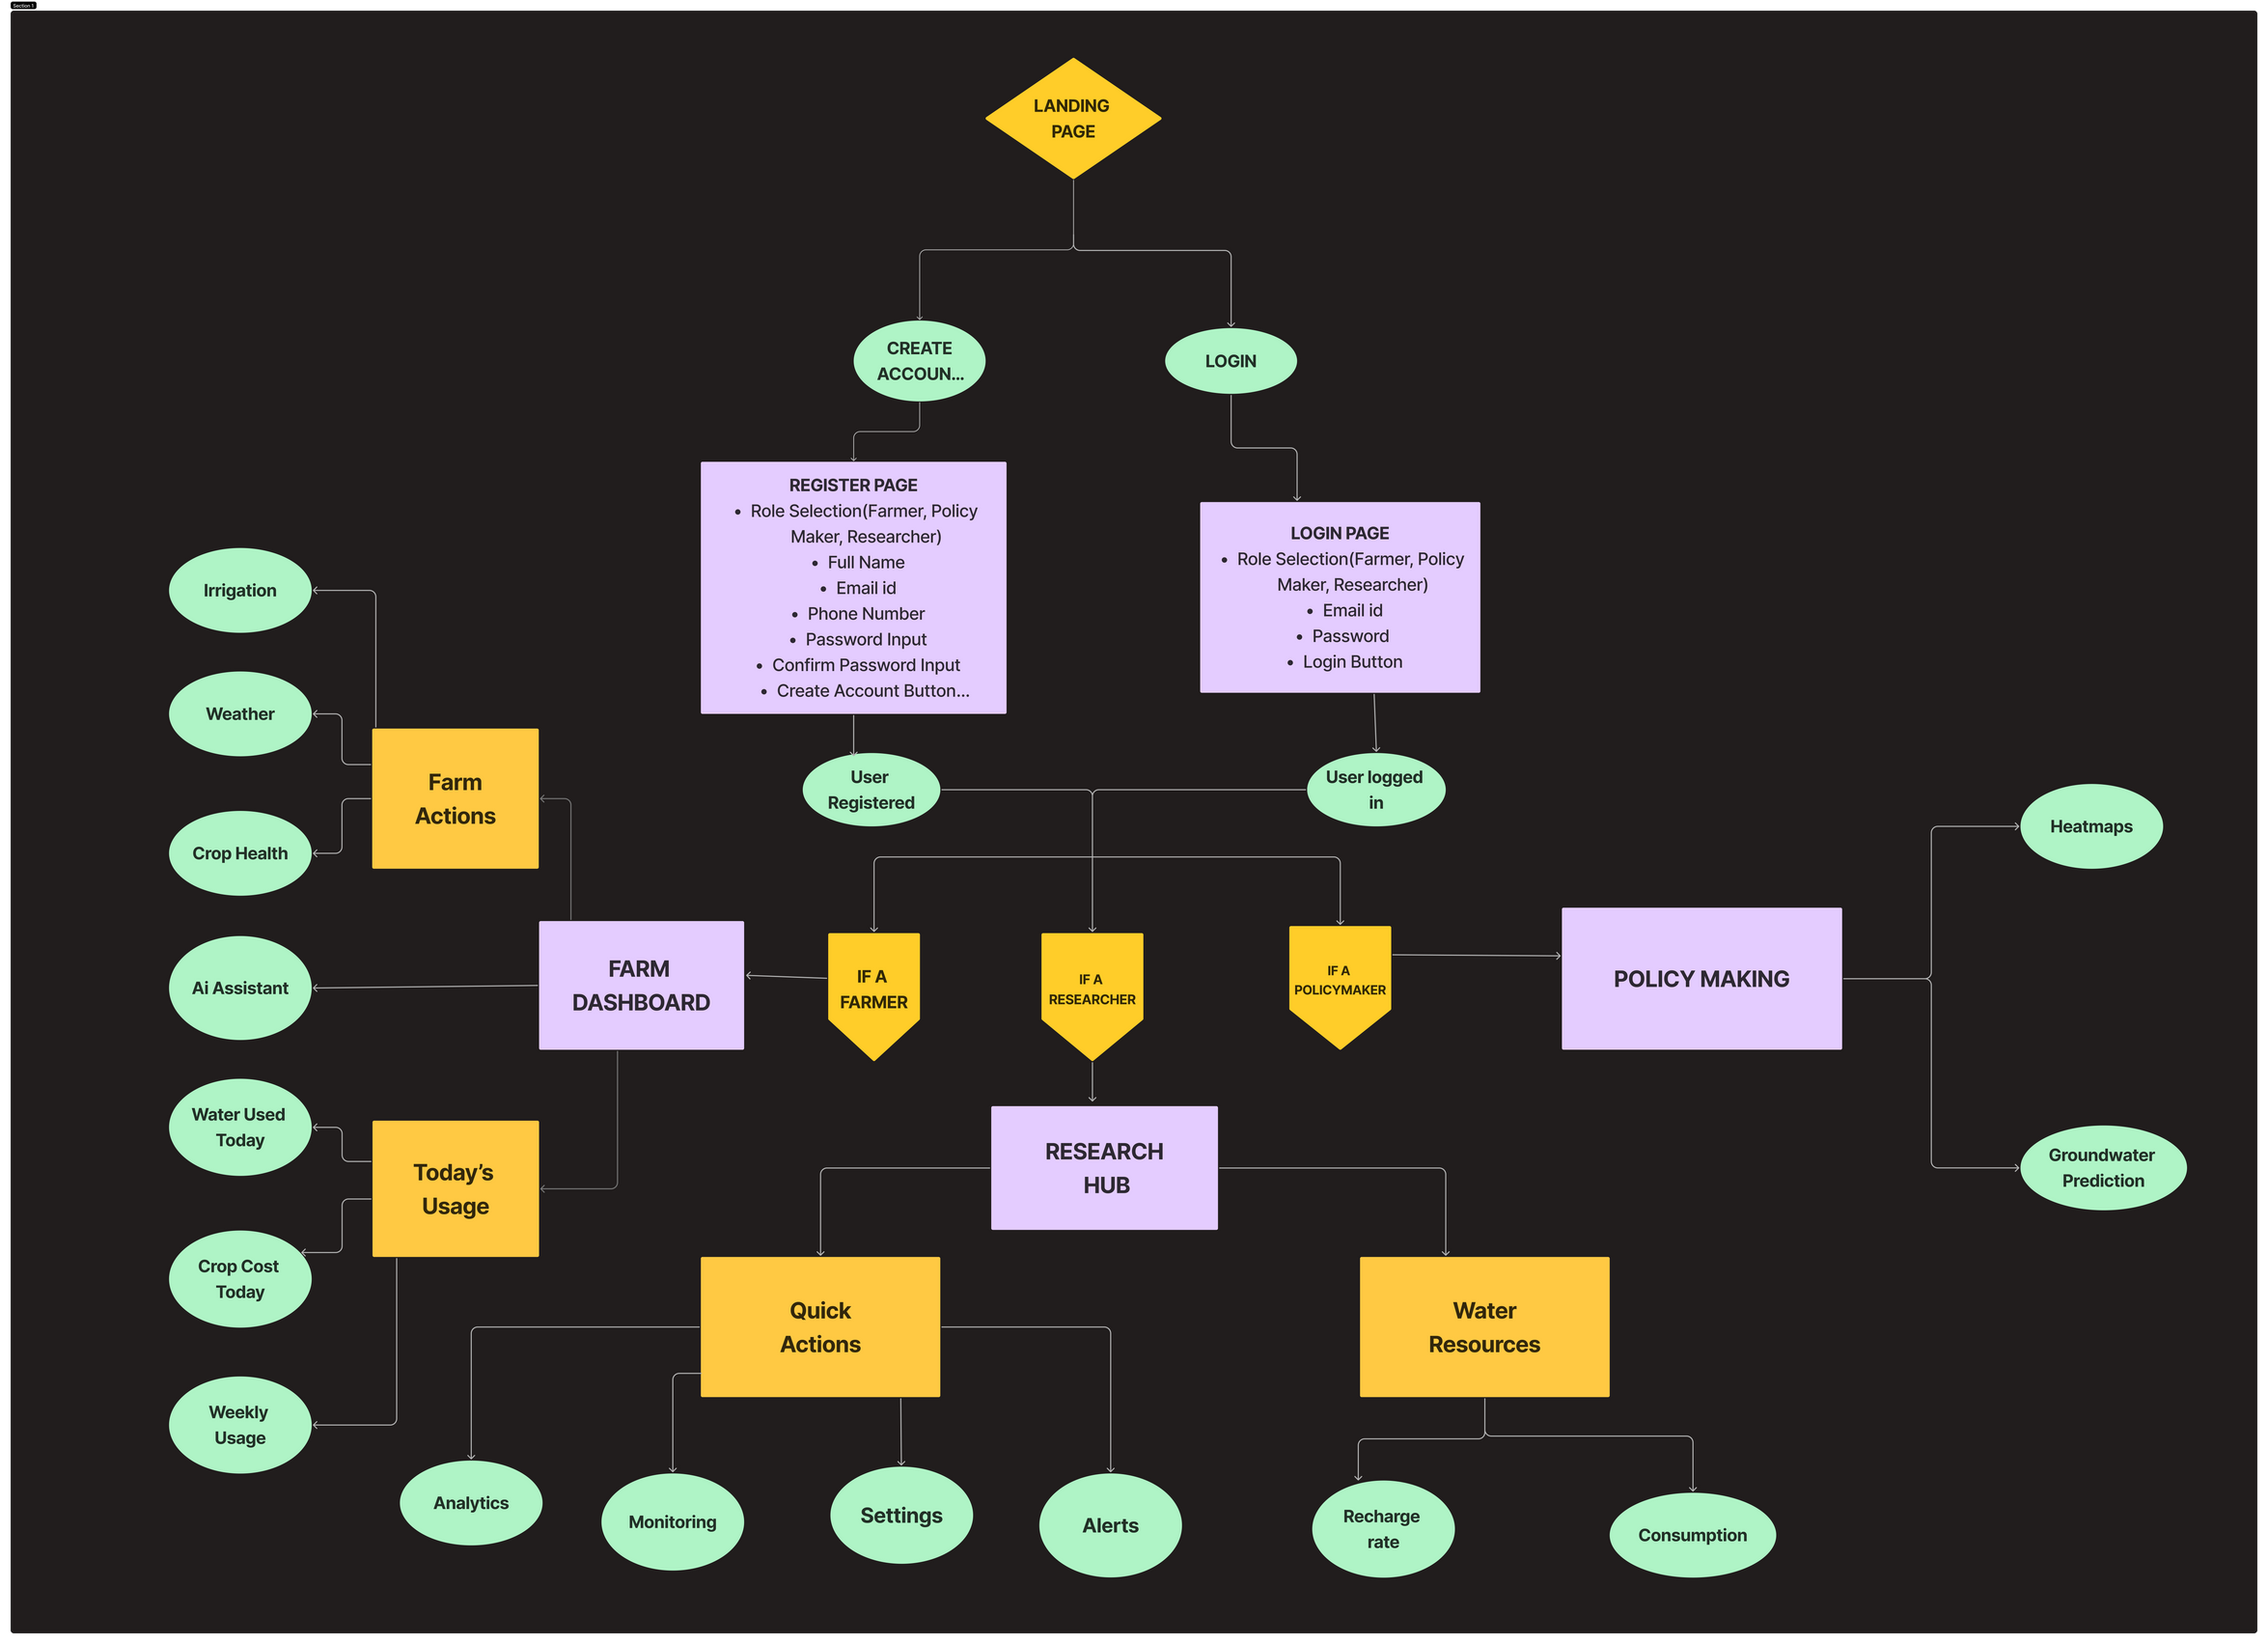 Section 1
LANDING
PAGE
CREATE
ACCOUN...
LOGIN
REGISTER PAGE
• Role Selection(Farmer, Policy
Maker, Researcher)
• Full Name
• Email id
• Phone Number
• Password Input
• Confirm Password Input
• Create Account Button...
LOGIN PAGE
• Role Selection(Farmer, Policy
Maker, Researcher)
• Email id
• Password
• Login Button
User
Registered
User logged
in
Irrigation
Weather
Crop Health
Farm
Actions
Ai Assistant
FARM
DASHBOARD
IF A
FARMER
IF A
RESEARCHER
IF A
POLICYMAKER
POLICY MAKING
Heatmaps
Groundwater
Prediction
Water Used
Today
Crop Cost
Today
Weekly
Usage
Today’s
Usage
RESEARCH
HUB
Quick
Actions
Water
Resources
Analytics
Monitoring
Settings
Alerts
Recharge
rate
Consumption